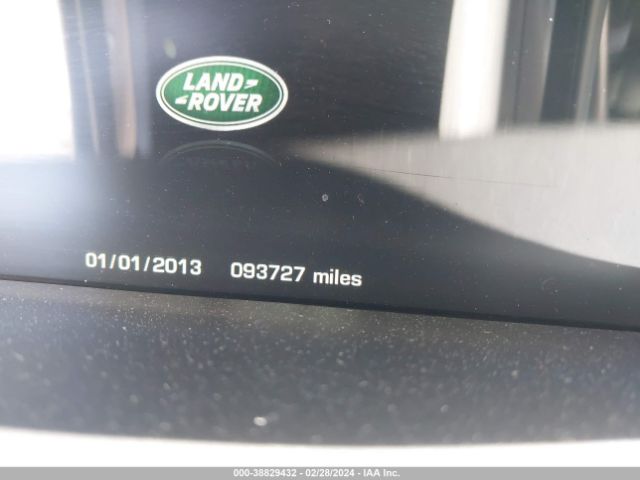 LAND
ROVER
01/01/2013 093727 miles
000-38829432 - 02/28/2024 - IAA Inc.